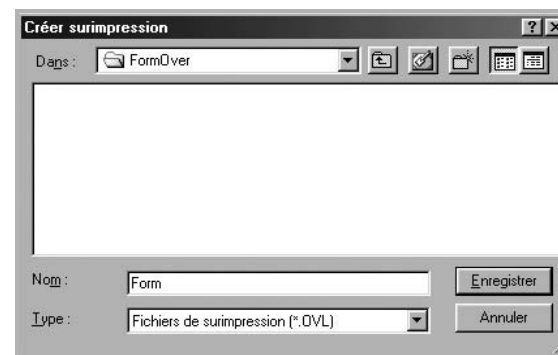 Créer surimpression
Dans : FormOver
Nom : Form Enregistrer
Type : Fichiers de surimpression (*.OVL) Annuler